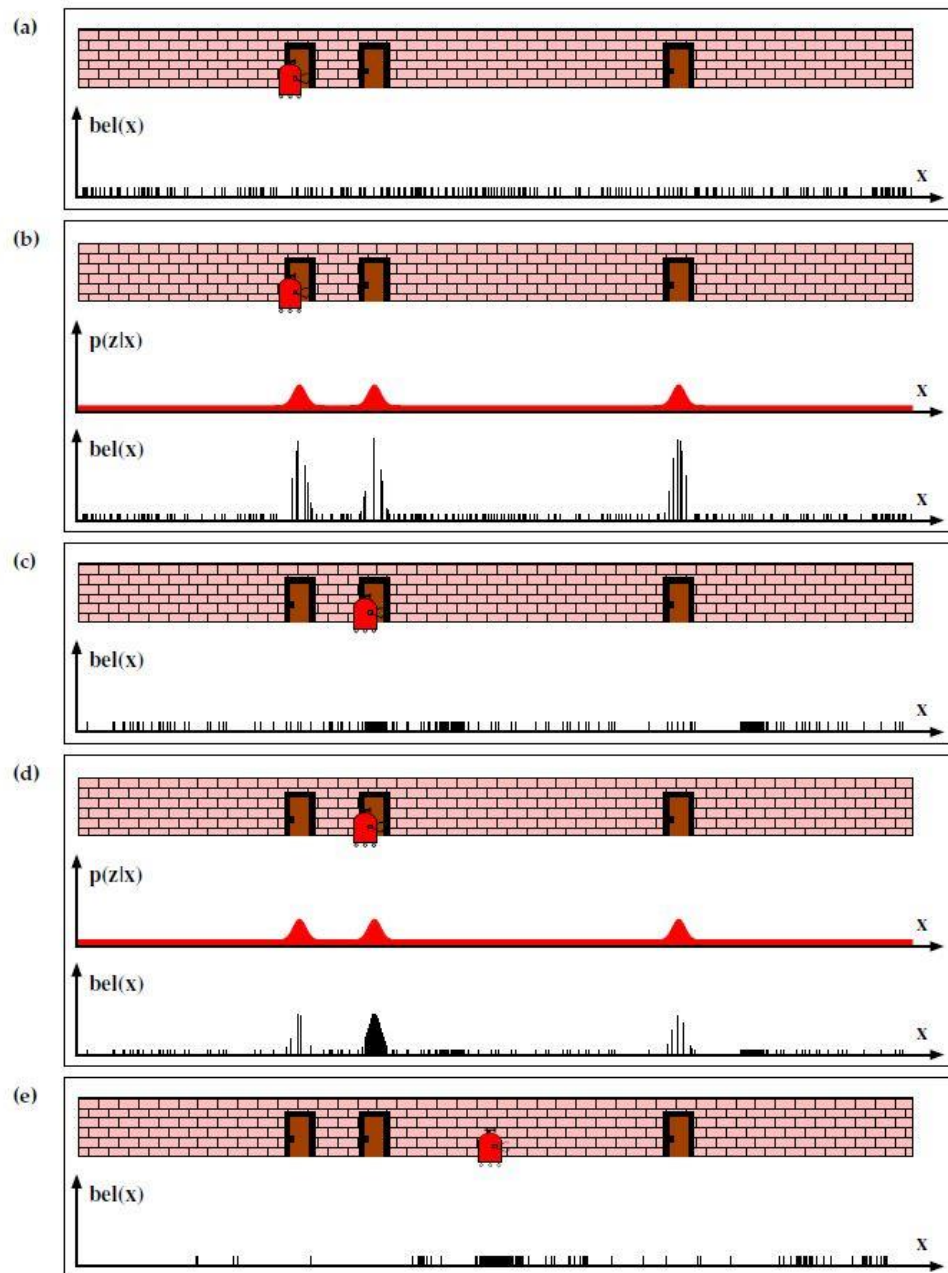 (a)
bel(x)
x
(b)
p(z|x)
x
bel(x)
x
(c)
bel(x)
x
(d)
p(z|x)
x
bel(x)
x
(e)
bel(x)
x